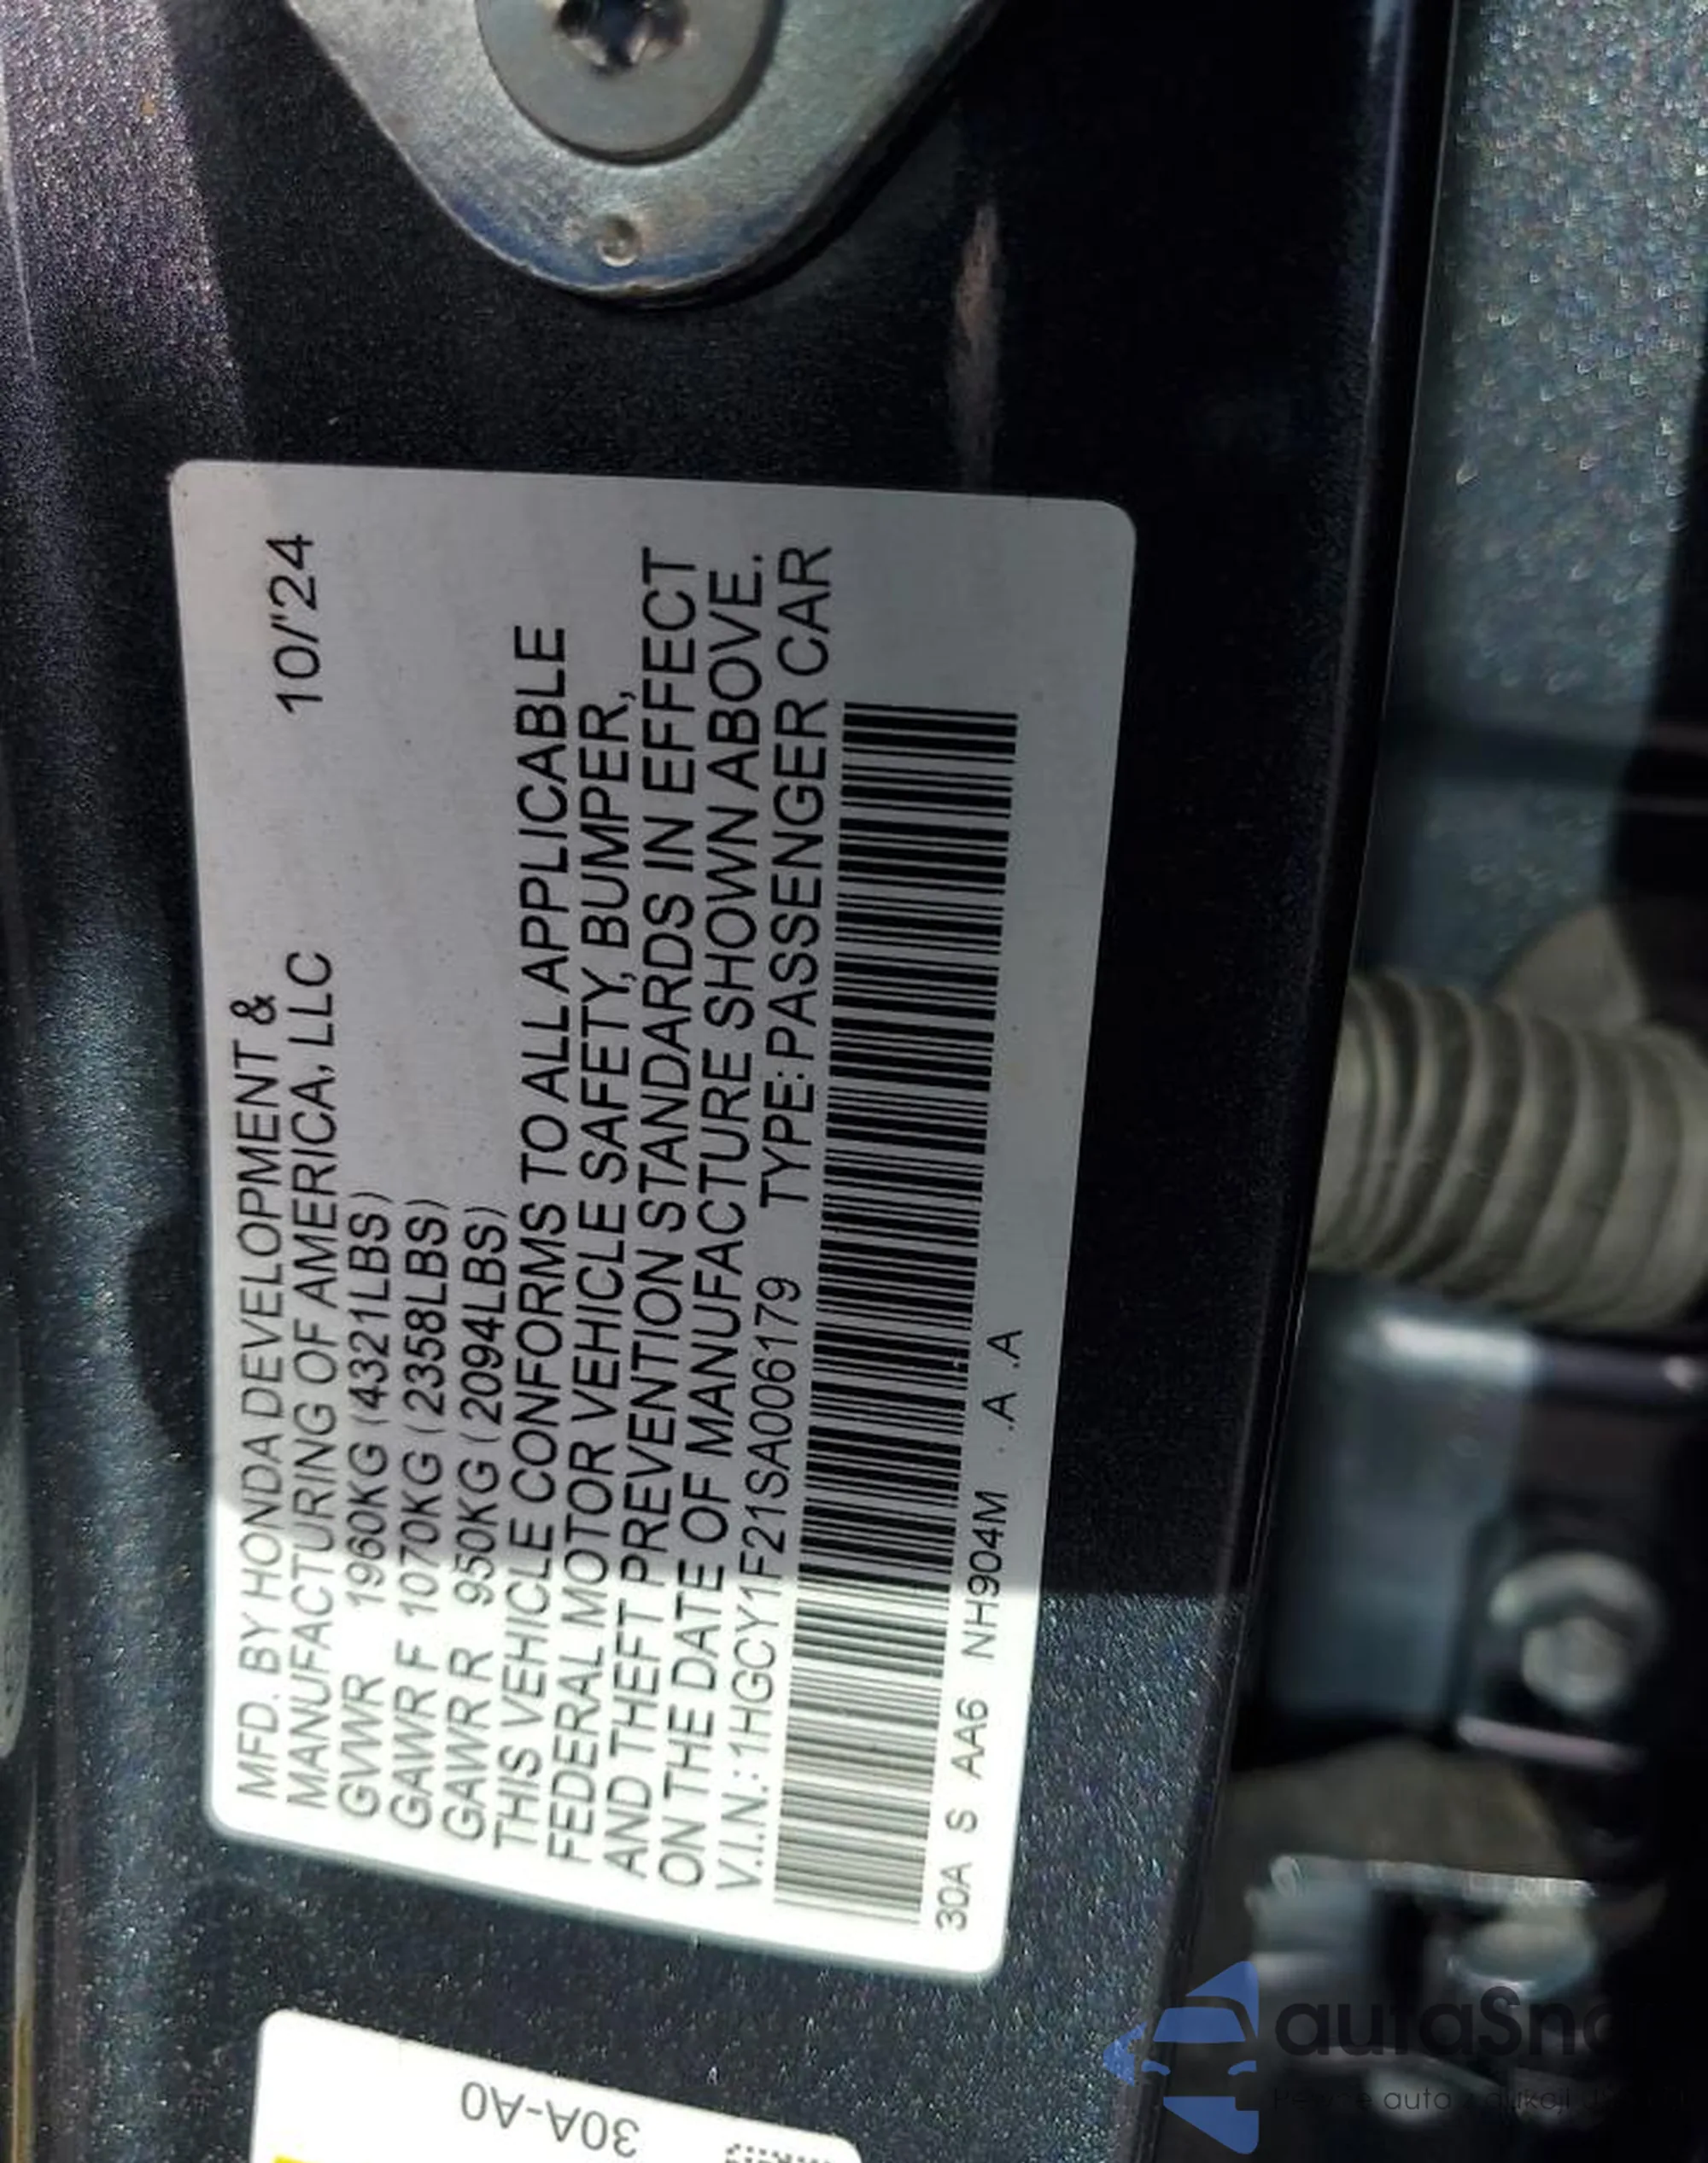 MFD. BY HONDA DEVELOPMENT &
MANUFACTURING OF AMERICA, LLC 10/'24
GVWR 1960KG (4321LBS)
GAWR F 1070KG (2358LBS)
GAWR R 950KG (2094LBS)
THIS VEHICLE CONFORMS TO ALL APPLICABLE
FEDERAL MOTOR VEHICLE SAFETY, BUMPER,
AND THEFT PREVENTION STANDARDS IN EFFECT
ON THE DATE OF MANUFACTURE SHOWN ABOVE.
V.I.N.: 1HGCY1F21SA006179 TYPE: PASSENGER CAR
30A S AA6 NH904M . .A .A
30A-A0
auto